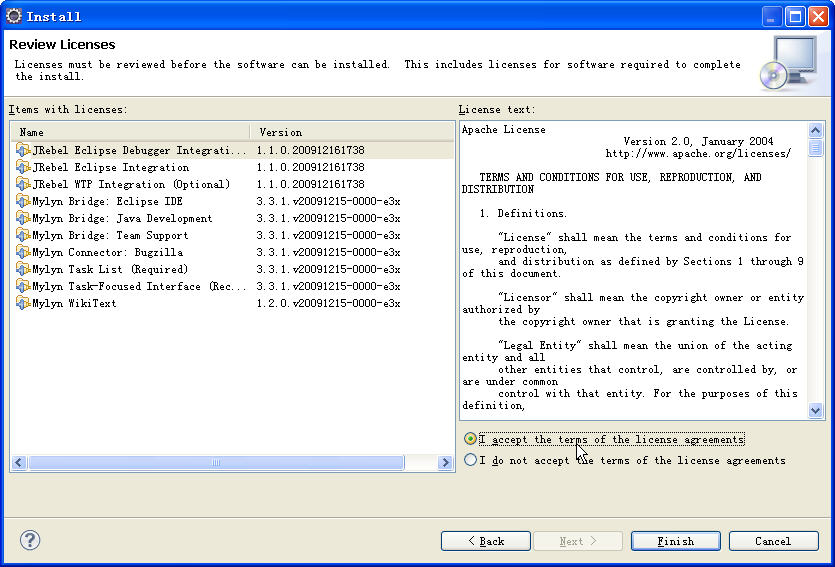 Install
Review Licenses
Licenses must be reviewed before the software can be installed. This includes licenses for software required to complete
the install.
Items with licenses:
Name Version
JRebel Eclipse Debugger Integrati... 1.1.0.200912161738
JRebel Eclipse Integration 1.1.0.200912161738
JRebel WTP Integration (Optional) 1.1.0.200912161738
Mylyn Bridge: Eclipse IDE 3.3.1.v20091215-0000-e3x
Mylyn Bridge: Java Development 3.3.1.v20091215-0000-e3x
Mylyn Bridge: Team Support 3.3.1.v20091215-0000-e3x
Mylyn Connector: Bugzilla 3.3.1.v20091215-0000-e3x
Mylyn Task List (Required) 3.3.1.v20091215-0000-e3x
Mylyn Task-Focused Interface (Rec... 3.3.1.v20091215-0000-e3x
Mylyn WikiText 1.2.0.v20091215-0000-e3x
License text:
Apache License
Version 2.0, January 2004
http://www.apache.org/licenses/
TERMS AND CONDITIONS FOR USE, REPRODUCTION, AND
DISTRIBUTION
1. Definitions.
"License" shall mean the terms and conditions for
use, reproduction,
and distribution as defined by Sections 1 through 9
of this document.
"Licensor" shall mean the copyright owner or entity
authorized by
the copyright owner that is granting the License.
"Legal Entity" shall mean the union of the acting
entity and all
other entities that control, are controlled by, or
are under common
control with that entity. For the purposes of this
definition,
I accept the terms of the license agreements
I do not accept the terms of the license agreements
< Back
Next >
Finish
Cancel